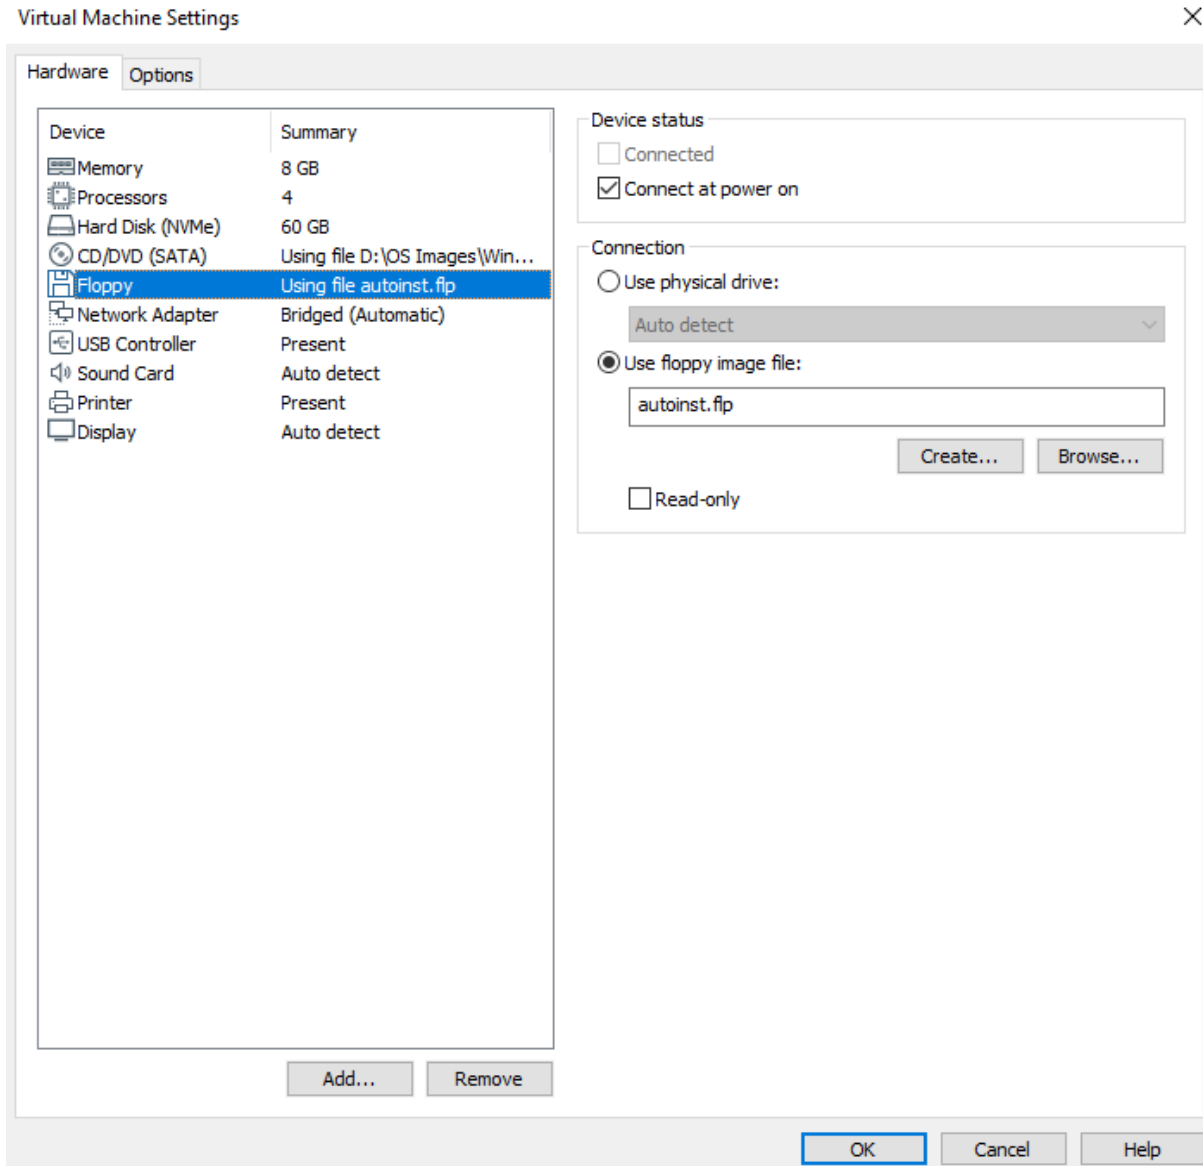 Virtual Machine Settings
Hardware
Options
Device Summary
Memory 8 GB
Processors 4
Hard Disk (NVMe) 60 GB
CD/DVD (SATA) Using file D:\OS Images\Win...
Floppy Using file autoinst.flp
Network Adapter Bridged (Automatic)
USB Controller Present
Sound Card Auto detect
Printer Present
Display Auto detect
Add... Remove
Device status
Connected
Connect at power on
Connection
Use physical drive:
Auto detect
Use floppy image file:
autoinst.flp
Create... Browse...
Read-only
OK Cancel Help